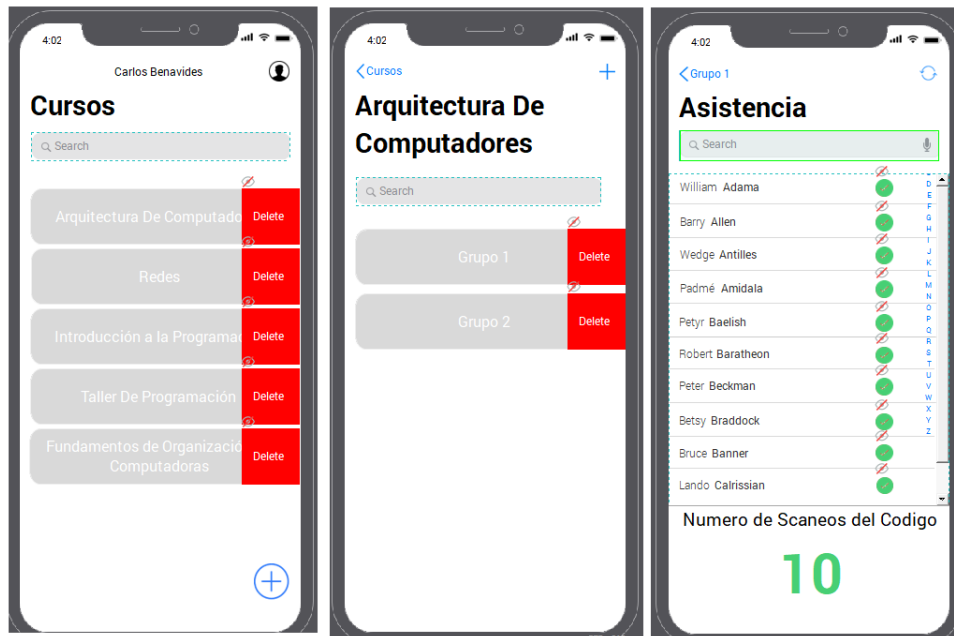 4:02
Carlos Benavides
Cursos
Search
Arquitectura De Computado
Delete
Redes
Delete
Introducción a la Programac
Delete
Taller De Programación
Delete
Fundamentos de Organizació
Computadoras
Delete
4:02
Cursos
Arquitectura De
Computadores
Search
Grupo 1
Delete
Grupo 2
Delete
4:02
Grupo 1
Asistencia
Search
William Adama
Barry Allen
Wedge Antilles
Padmé Amidala
Petyr Baelish
Robert Baratheon
Peter Beckman
Betsy Braddock
Bruce Banner
Lando Calrissian
D
E
F
G
H
I
J
K
L
M
N
O
P
Q
R
S
T
U
V
W
X
Y
Z
Numero de Scaneos del Codigo
10